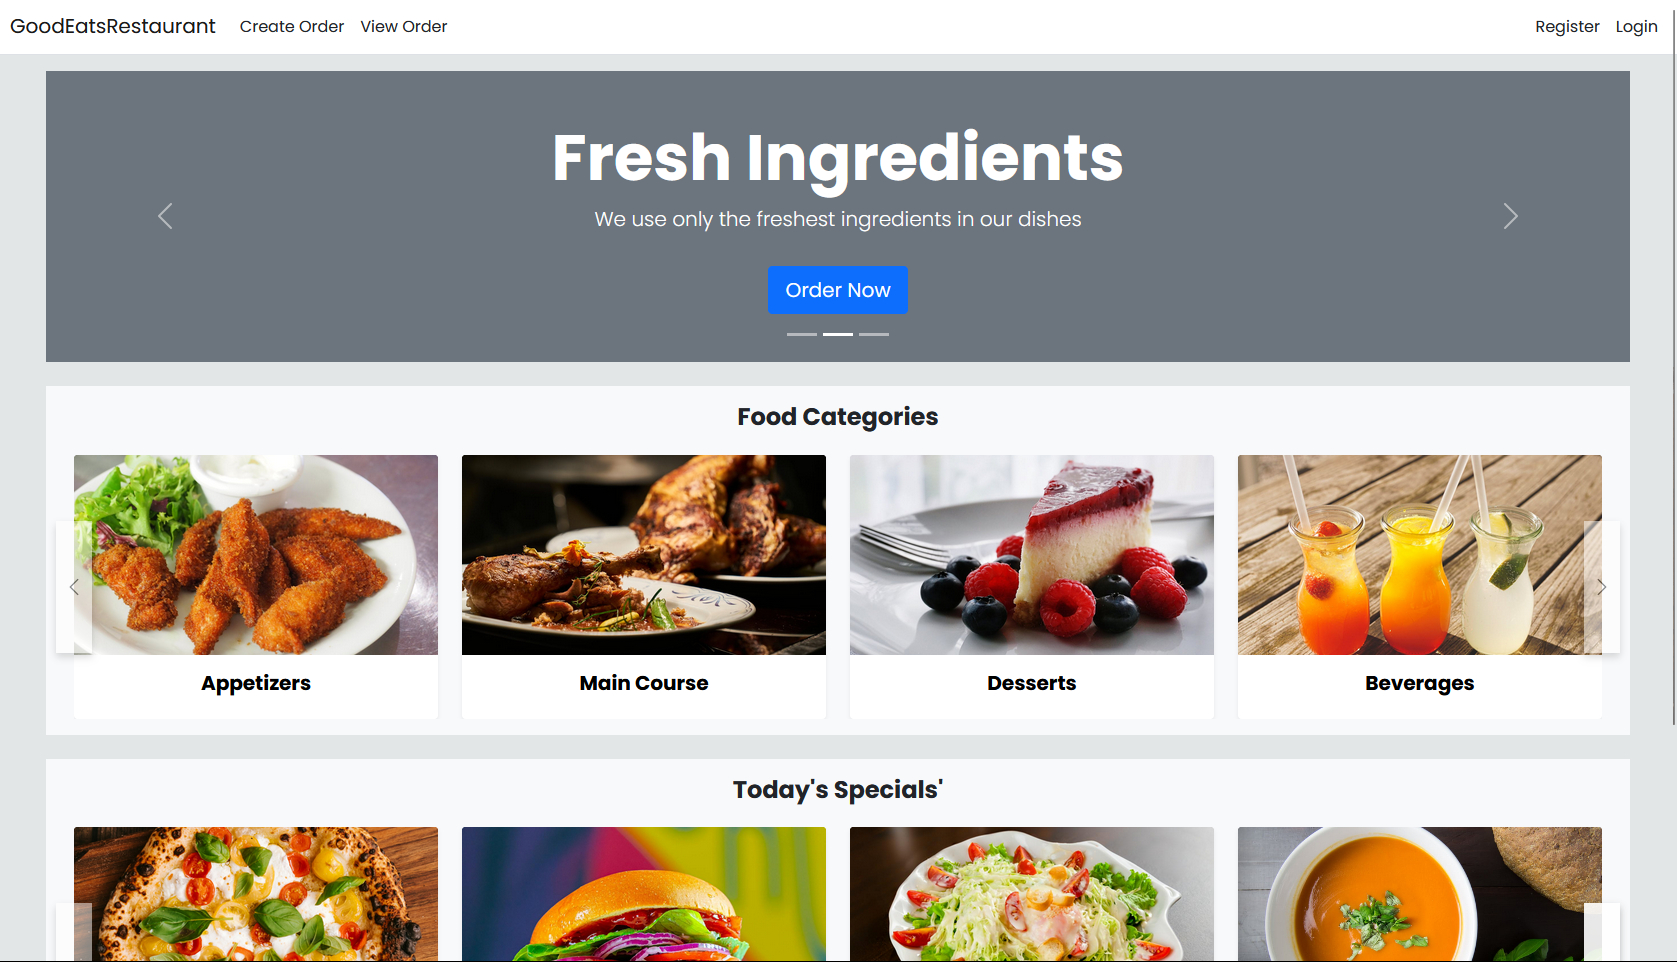 GoodEatsRestaurant Create Order View Order Register Login
Fresh Ingredients
We use only the freshest ingredients in our dishes
Order Now
Food Categories
Appetizers Main Course Desserts Beverages
Today's Specials'